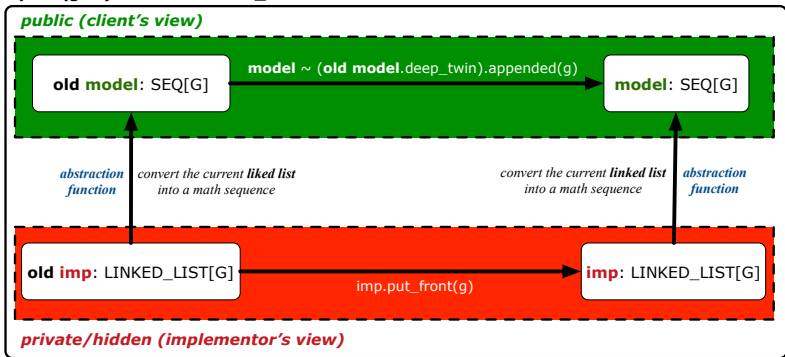 public (client's view)
model ~ (old model.deep_twin).appended(g)
old model: SEQ[G]
model: SEQ[G]
abstraction
function
convert the current liked list
into a math sequence
convert the current linked list
into a math sequence
abstraction
function
old imp: LINKED_LIST[G]
imp.put_front(g)
imp: LINKED_LIST[G]
private/hidden (implementor's view)